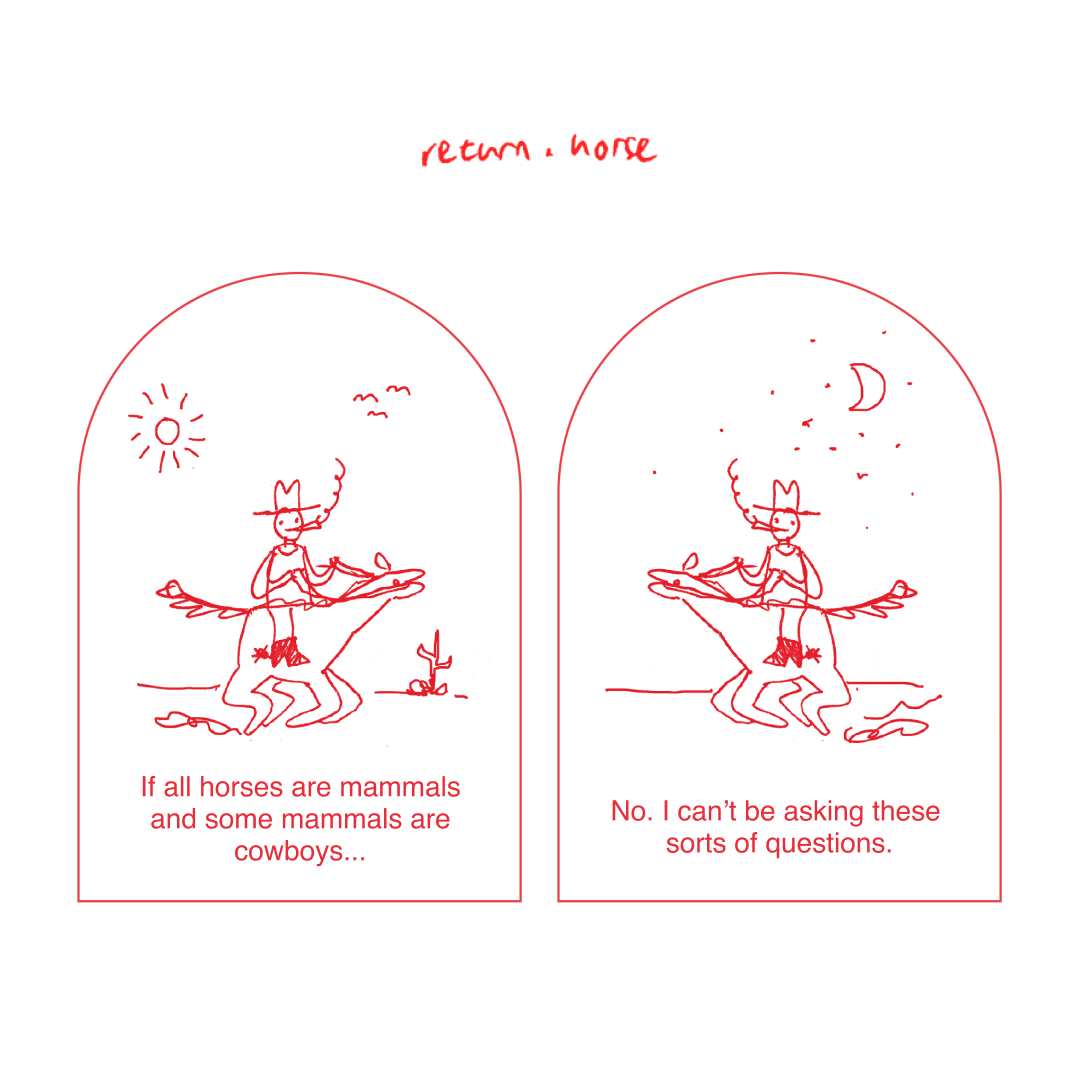 return . horse
If all horses are mammals
and some mammals are
cowboys...
No. I can’t be asking these
sorts of questions.